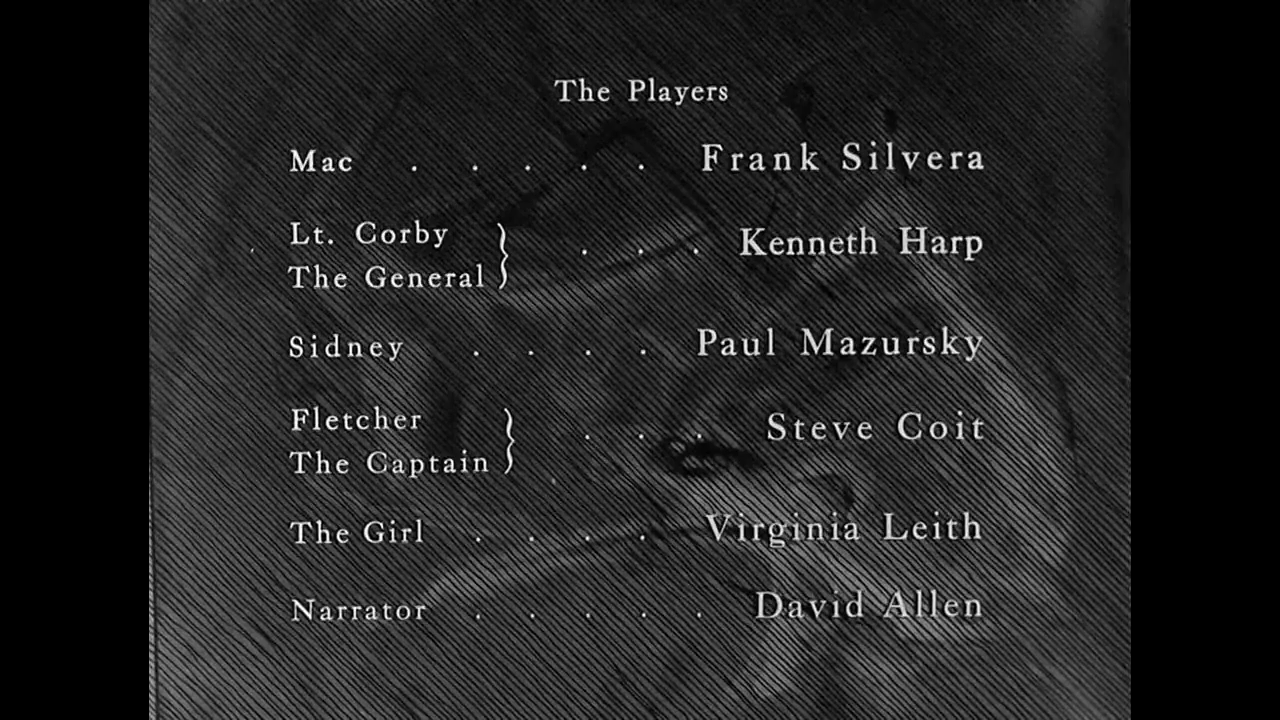 The Players
Mac . . . . . Frank Silvera
Lt. Corby
The General } . . . Kenneth Harp
Sidney . . . . Paul Mazursky
Fletcher
The Captain } . . . Steve Coit
The Girl . . . . Virginia Leith
Narrator . . . . . David Allen